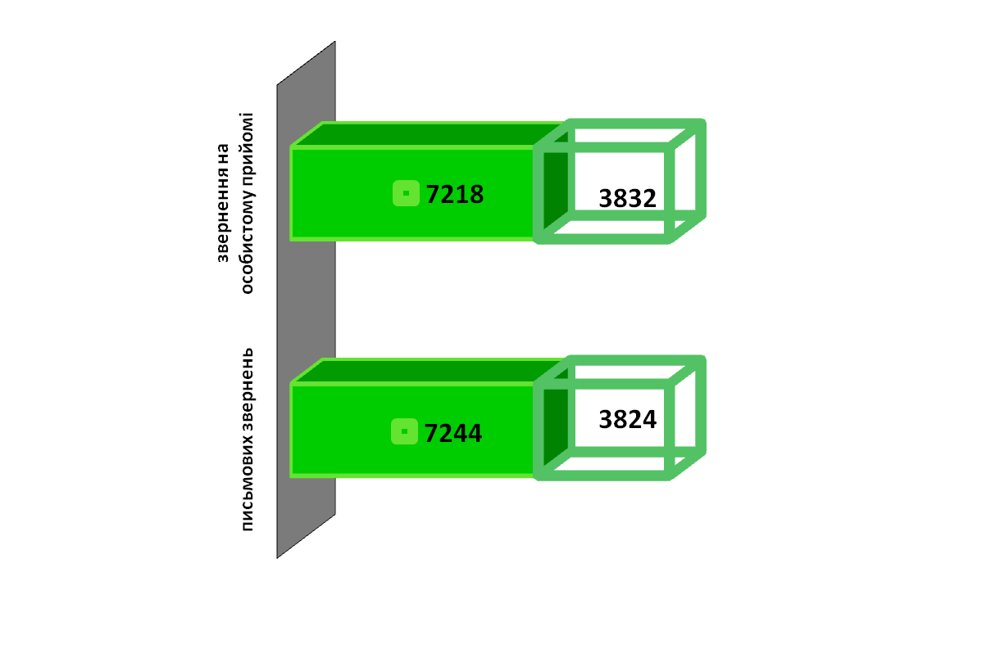 звернення на
особистому прийомі
7218
3832
письмових звернень
7244
3824